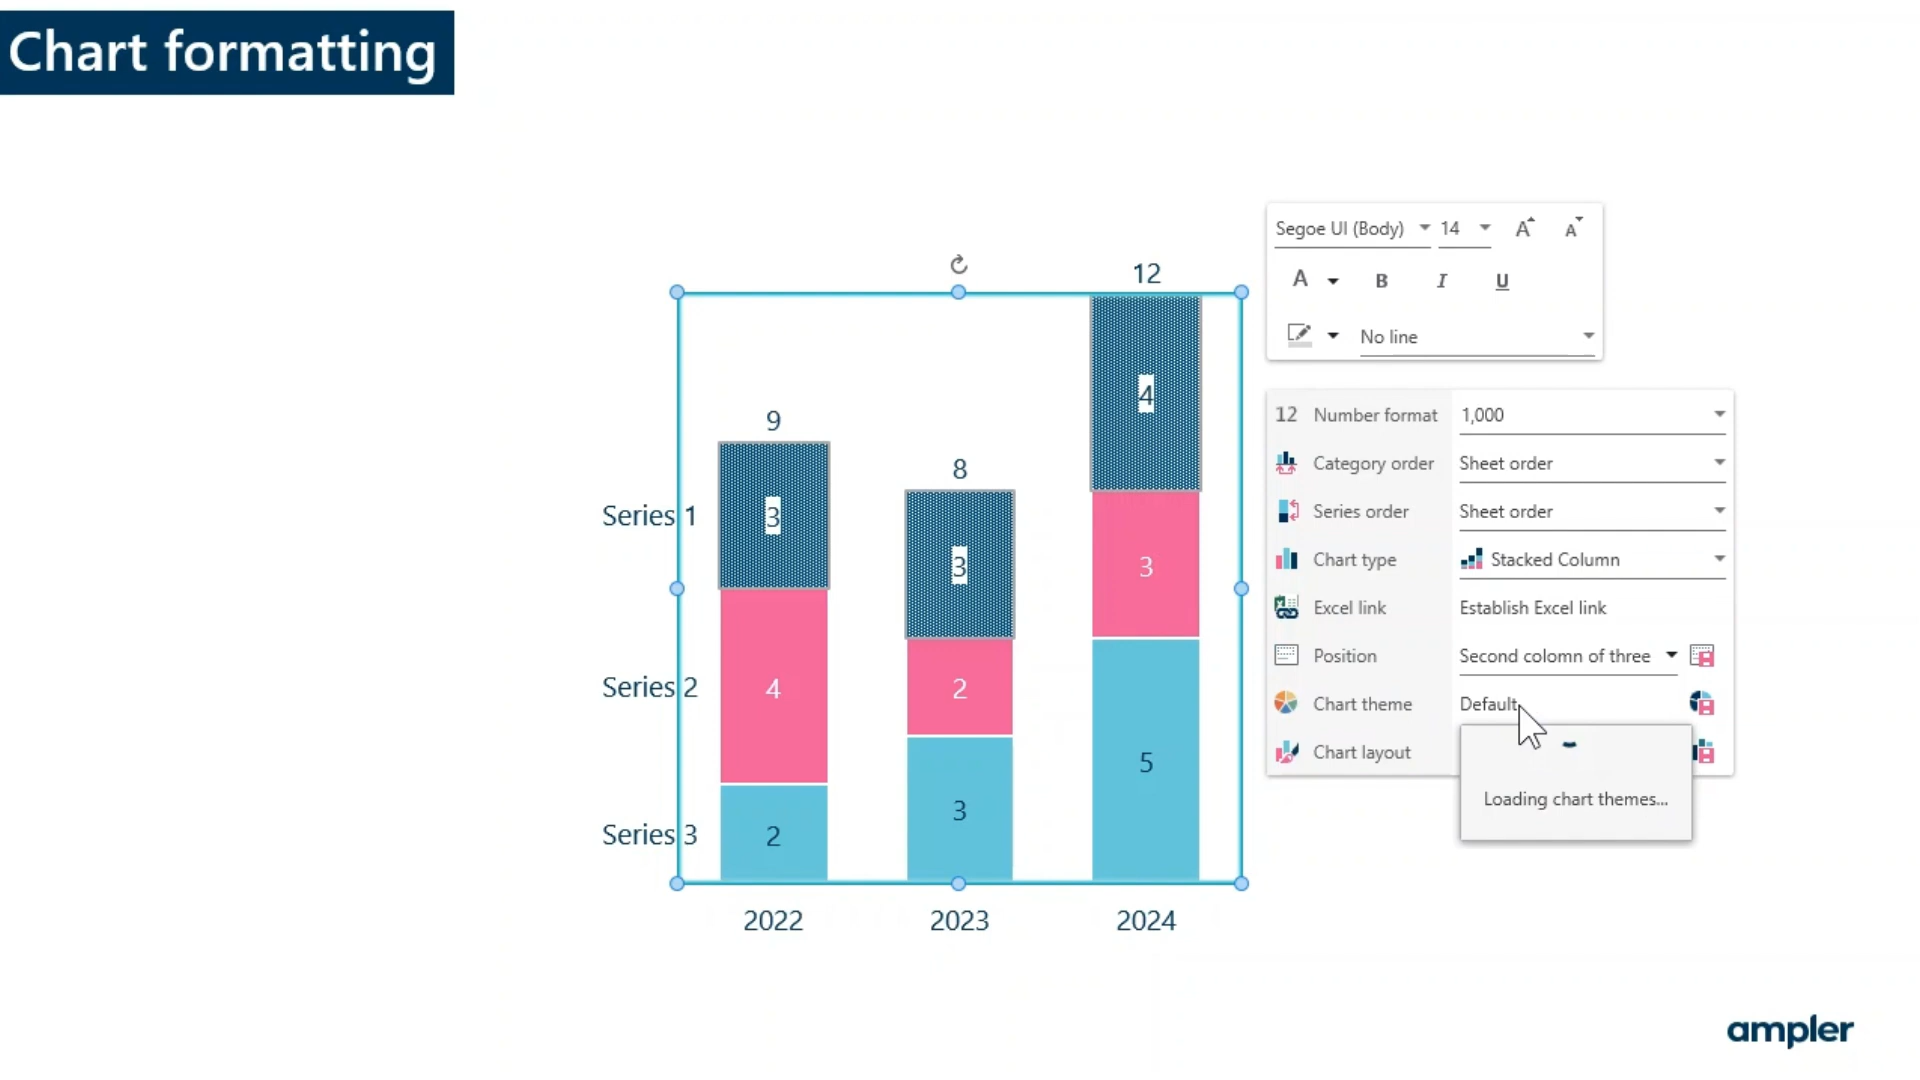 Chart formatting
Segoe UI (Body) 14 A A
A B I U
No line
12
9
8
4
3
3
Series 1
3
4
2
Series 2
5
3
2
Series 3
2022 2023 2024
12 Number format 1,000
Category order Sheet order
Series order Sheet order
Chart type Stacked Column
Excel link Establish Excel link
Position Second colomn of three
Chart theme Default
Chart layout
Loading chart themes...
ampler